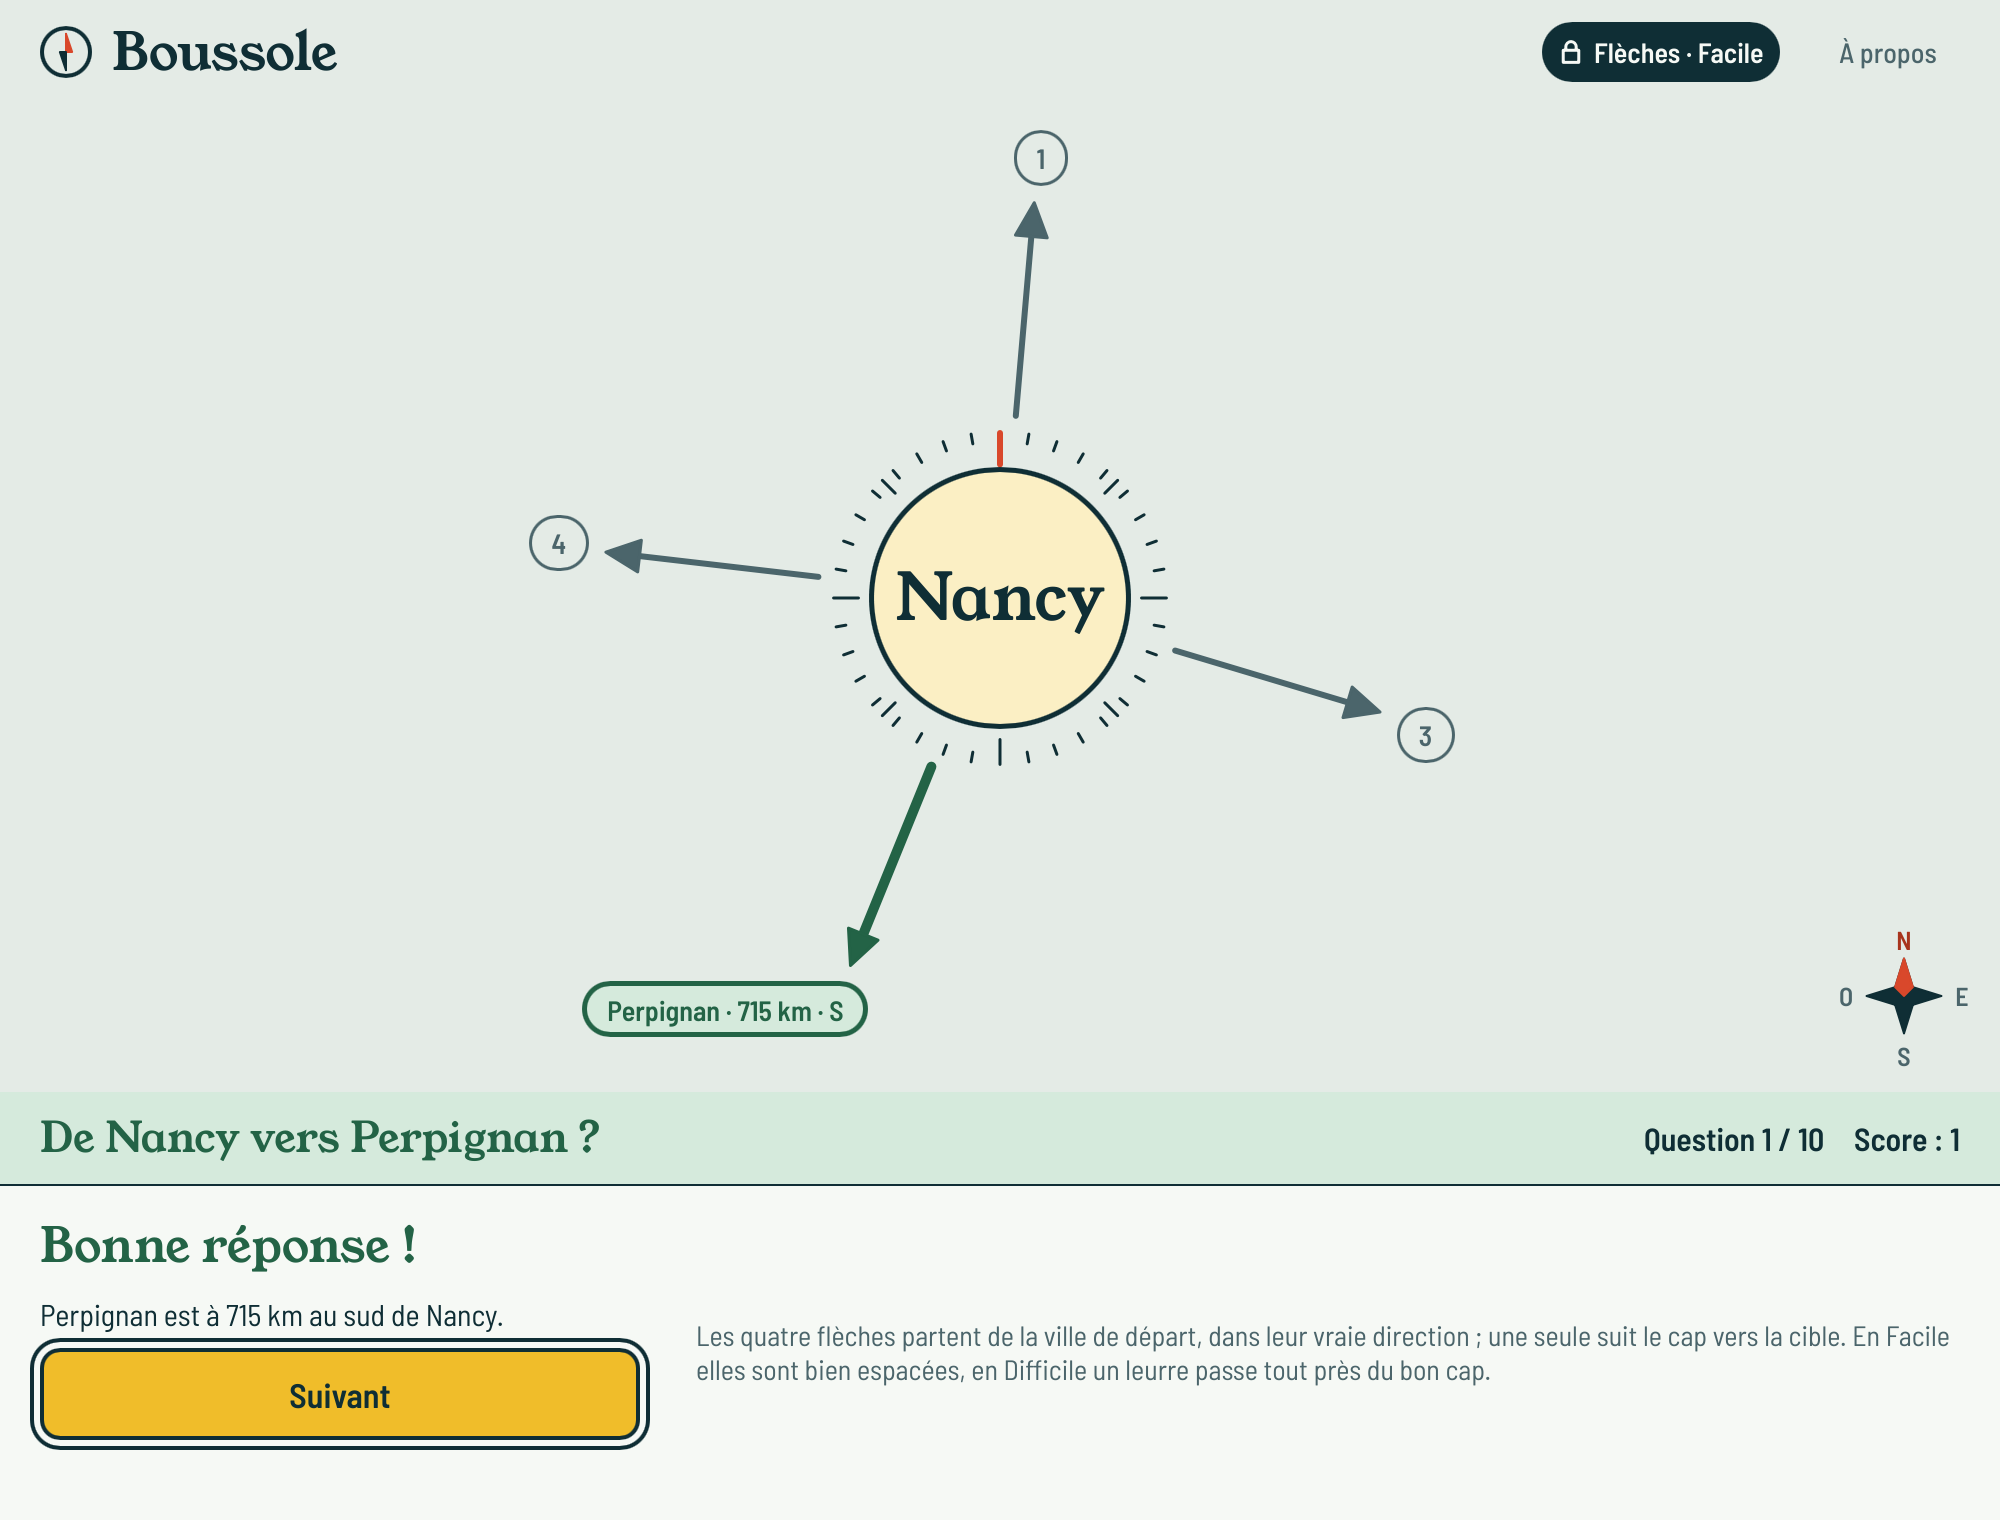 Boussole
Flèches · Facile
À propos
1
4
Nancy
3
Perpignan · 715 km · S
N
O
E
S
De Nancy vers Perpignan ?
Question 1 / 10
Score : 1
Bonne réponse !
Perpignan est à 715 km au sud de Nancy.
Suivant
Les quatre flèches partent de la ville de départ, dans leur vraie direction ; une seule suit le cap vers la cible. En Facile
elles sont bien espacées, en Difficile un leurre passe tout près du bon cap.